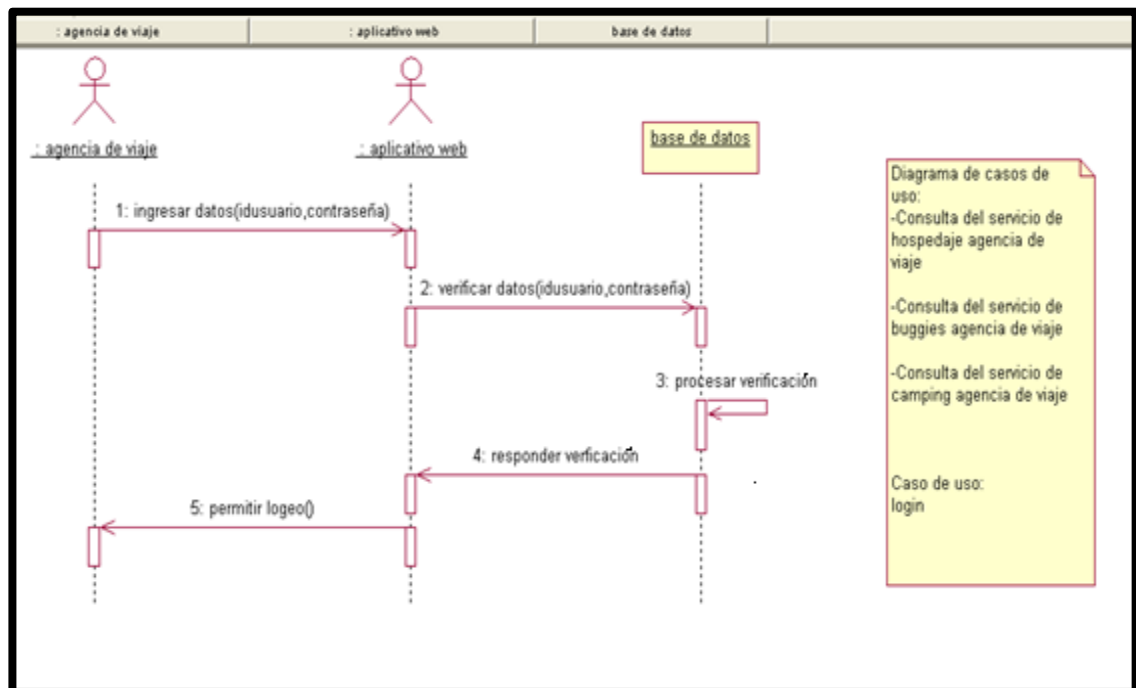 : agencia de viaje
: aplicativo web
base de datos
: agencia de viaje
: aplicativo web
base de datos
1: ingresar datos(idusuario,contraseña)
2: verificar datos(idusuario,contraseña)
3: procesar verificación
4: responder verficación
5: permitir logeo()
Diagrama de casos de
uso:
-Consulta del servicio de
hospedaje agencia de
viaje
-Consulta del servicio de
buggies agencia de viaje
-Consulta del servicio de
camping agencia de viaje
Caso de uso:
login